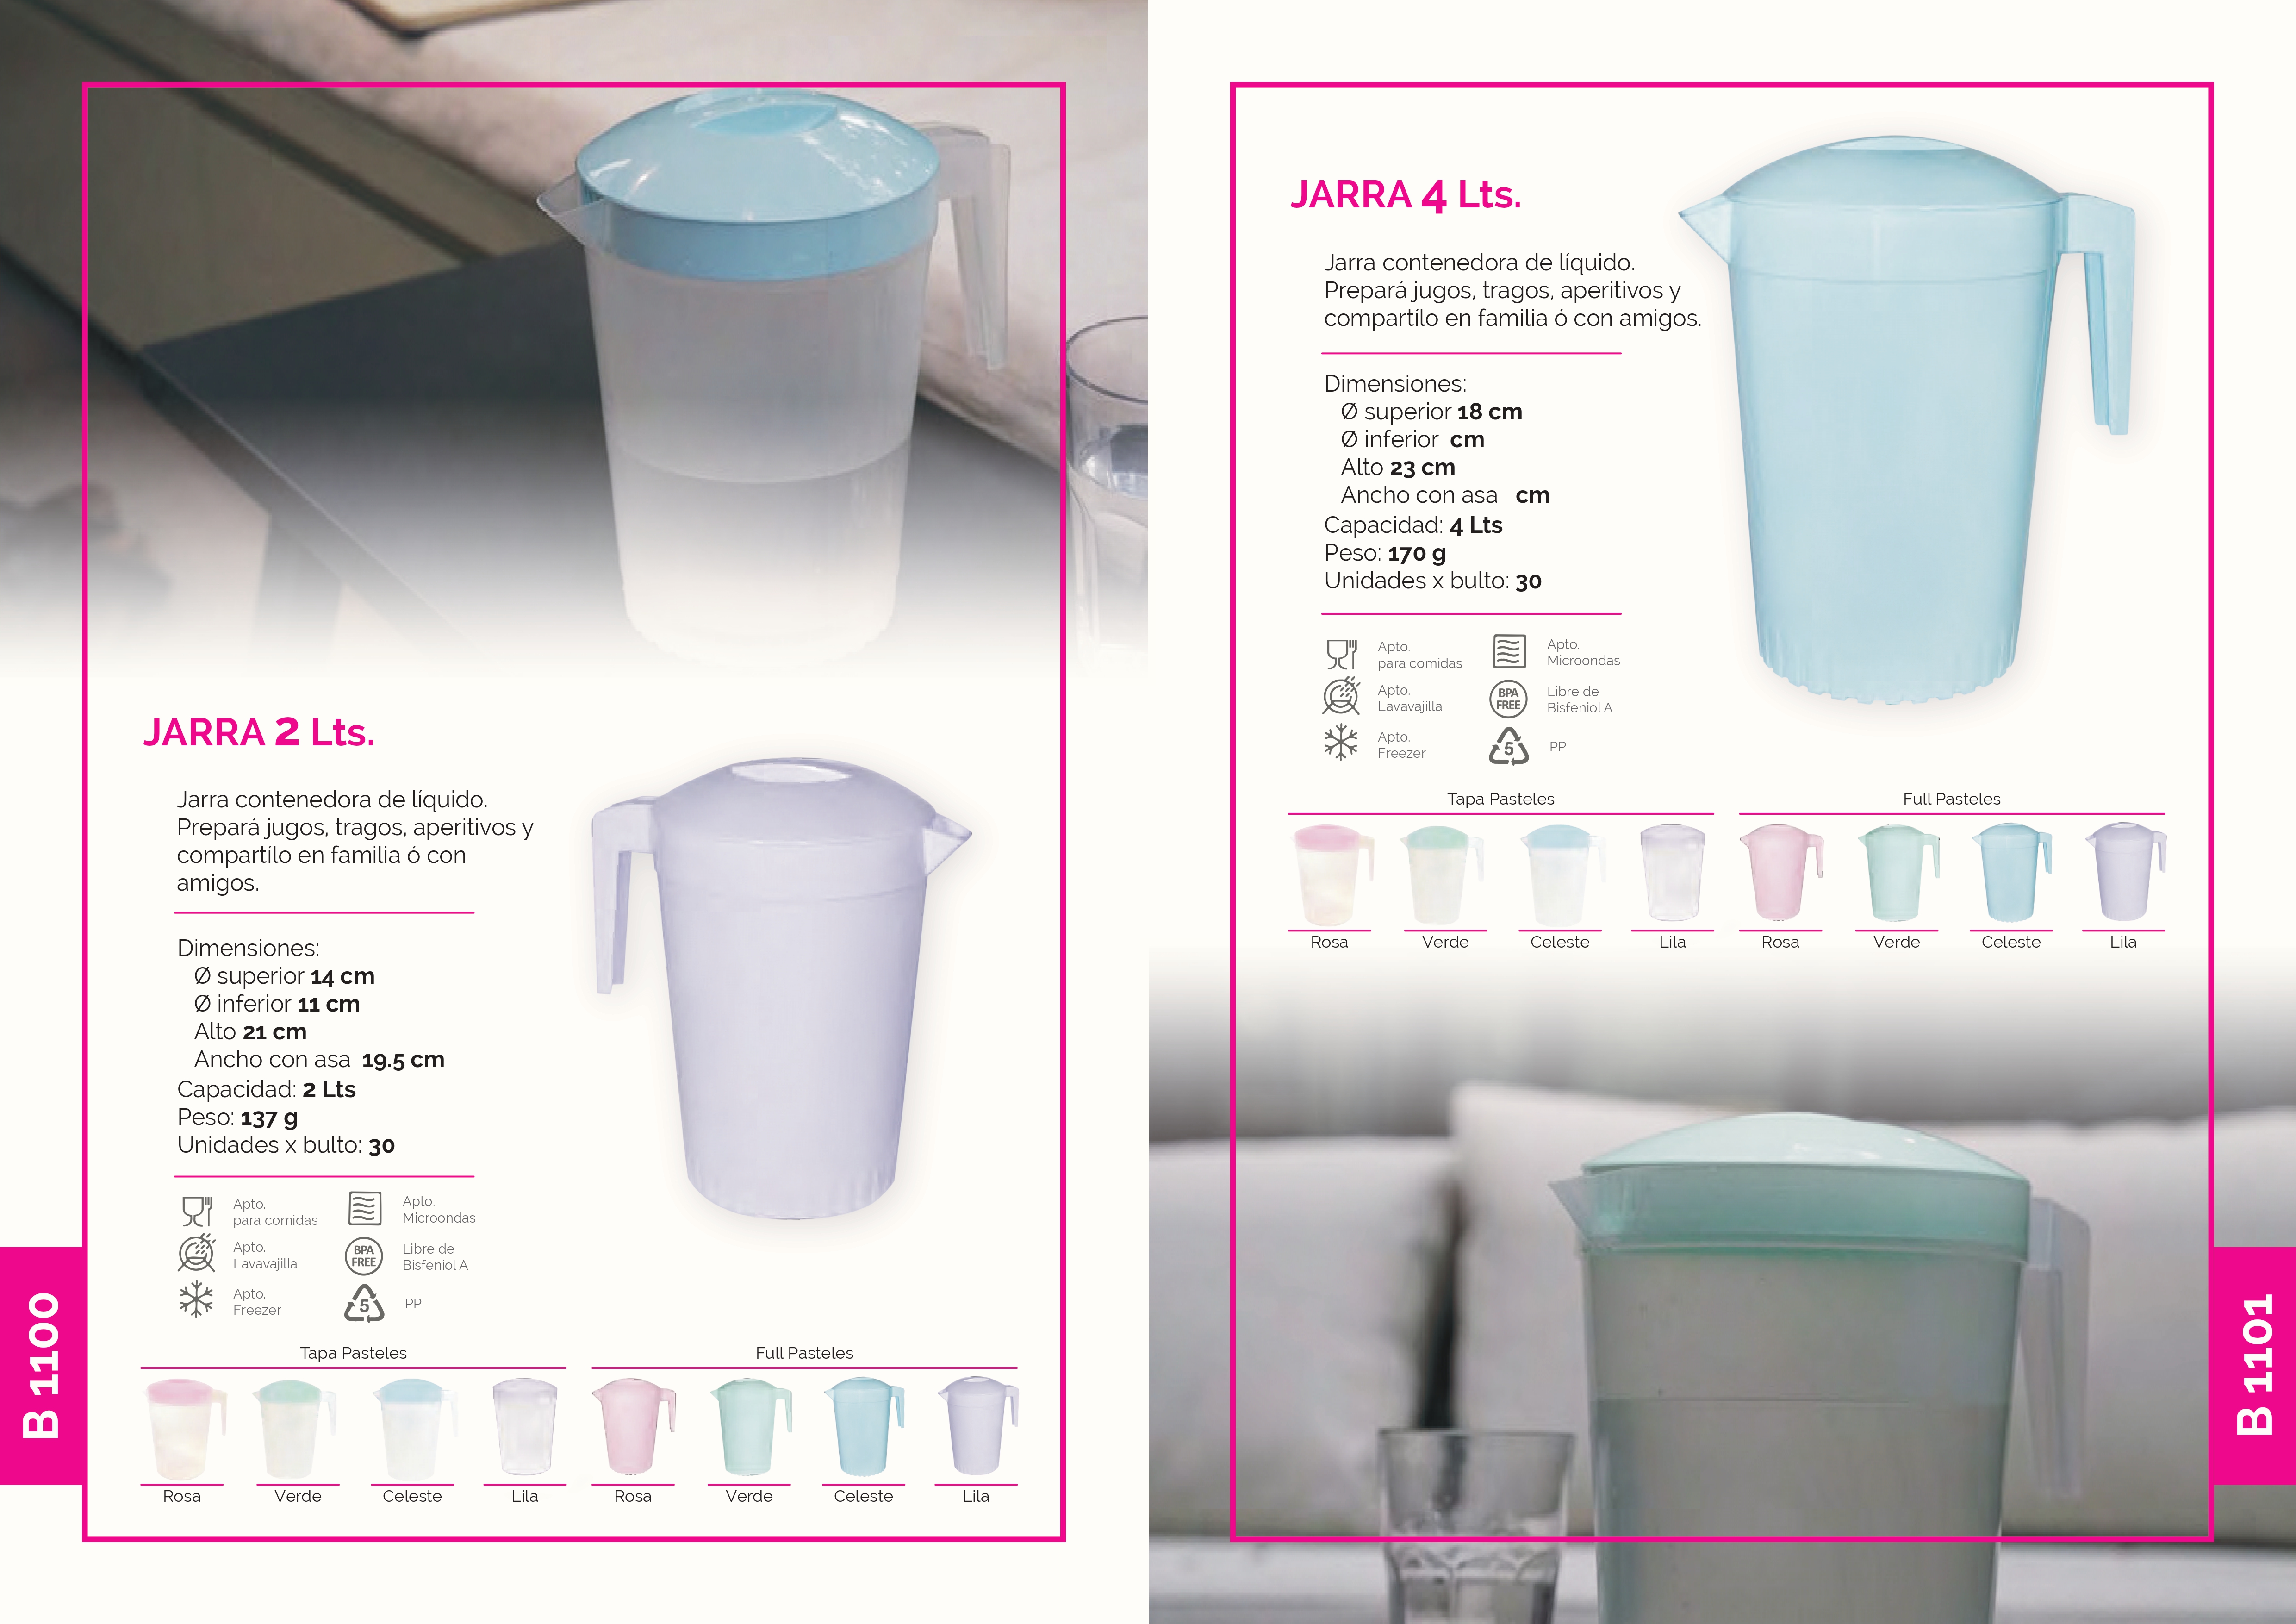 JARRA 2 Lts.
Jarra contenedora de líquido.
Prepará jugos, tragos, aperitivos y
compartílo en familia ó con
amigos.
Dimensiones:
Ø superior 14 cm
Ø inferior 11 cm
Alto 21 cm
Ancho con asa 19.5 cm
Capacidad: 2 Lts
Peso: 137 g
Unidades x bulto: 30
Apto.
para comidas
Apto.
Microondas
Apto.
Lavavajilla
BPA
FREE
Libre de
Bisfeniol A
Apto.
Freezer
5
PP
Tapa Pasteles
Full Pasteles
Rosa Verde Celeste Lila Rosa Verde Celeste Lila
B 1100
JARRA 4 Lts.
Jarra contenedora de líquido.
Prepará jugos, tragos, aperitivos y
compartílo en familia ó con amigos.
Dimensiones:
Ø superior 18 cm
Ø inferior cm
Alto 23 cm
Ancho con asa cm
Capacidad: 4 Lts
Peso: 170 g
Unidades x bulto: 30
Apto.
para comidas
Apto.
Microondas
Apto.
Lavavajilla
BPA
FREE
Libre de
Bisfeniol A
Apto.
Freezer
5
PP
Tapa Pasteles
Full Pasteles
Rosa Verde Celeste Lila Rosa Verde Celeste Lila
B 1101